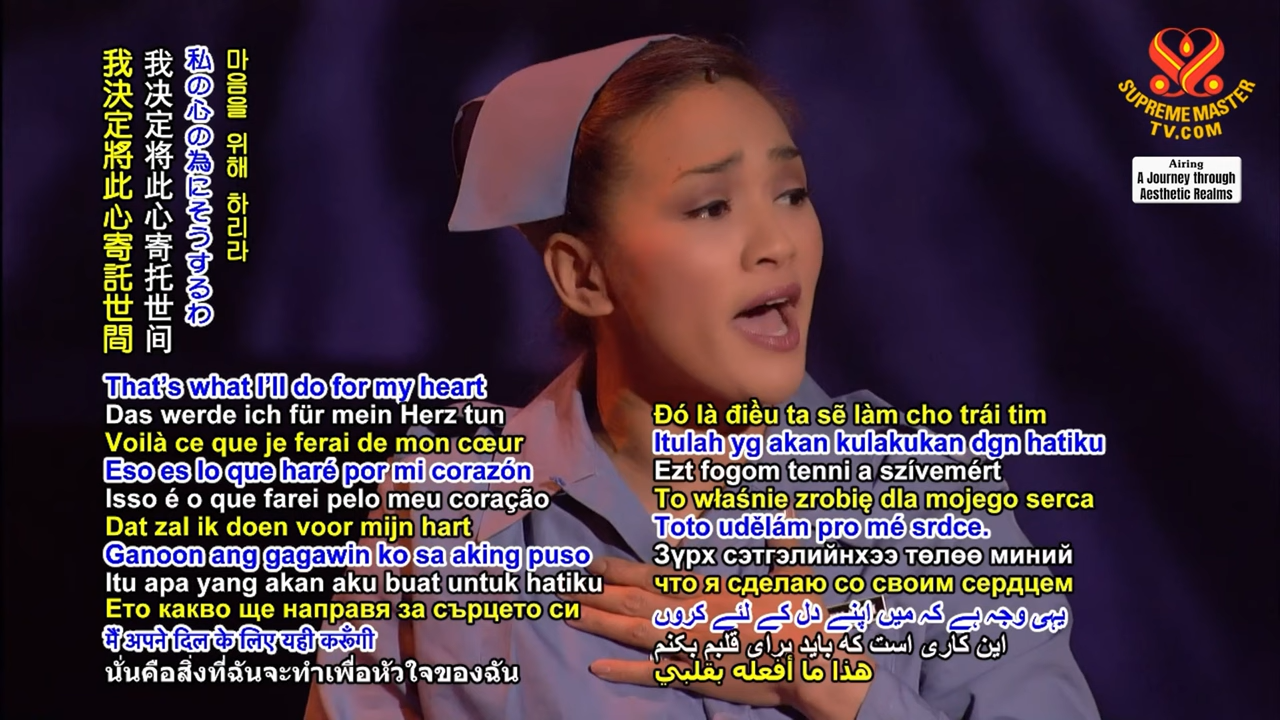 마음을 위해 하리라
私の心の為にそうするわ
我决定将此心寄托世间
我決定將此心寄託世間
SUPREME MASTER
TV.COM
Airing
A Journey through
Aesthetic Realms
That's what I'll do for my heart
Das werde ich für mein Herz tun
Voilà ce que je ferai de mon cœur
Eso es lo que haré por mi corazón
Isso é o que farei pelo meu coração
Dat zal ik doen voor mijn hart
Ganoon ang gagawin ko sa aking puso
Itu apa yang akan aku buat untuk hatiku
Ето какво ще направя за сърцето си
मैं अपने दिल के लिए यही करूँगी
นั่นคือสิ่งที่ฉันจะทำเพื่อหัวใจของฉัน
Đó là điều ta sẽ làm cho trái tim
Itulah yg akan kulakukan dgn hatiku
Ezt fogom tenni a szívemért
To właśnie zrobię dla mojego serca
Toto udělám pro mé srdce.
Зүрх сэтгэлийнхээ төлөө миний
что я сделаю со своим сердцем
یہی وجہ ہے کہ میں اپنے دل کے لئے کروں
این کاری است که باید برای قلبم بکنم
هذا ما أفعله بقلبي